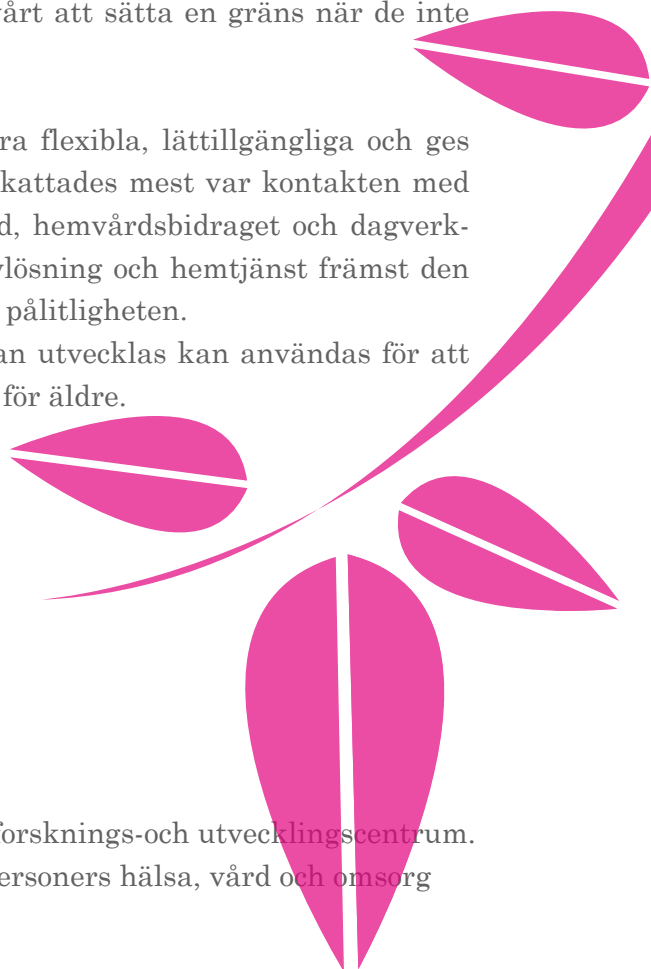 vårt att sätta en gräns när de inte
ra flexibla, lättillgängliga och ges
kattades mest var kontakten med
d, hemvårdsbidraget och dagverk-
vlösning och hemtjänst främst den
pålitligheten.
an utvecklas kan användas för att
för äldre.
forsknings-och utvecklingscentrum.
ersoners hälsa, vård och omsorg